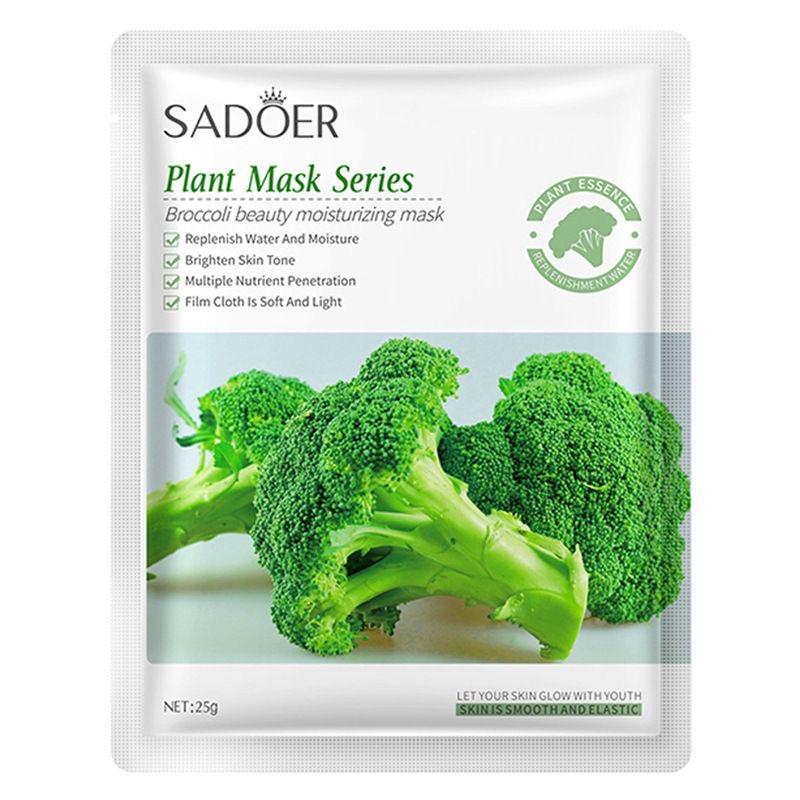 SADOER
Plant Mask Series
Broccoli beauty moisturizing mask
Replenish Water And Moisture
Brighten Skin Tone
Multiple Nutrient Penetration
Film Cloth Is Soft And Light
PLANT ESSENCE
REPLENISHMENT WATER
NET:25g
LET YOUR SKIN GLOW WITH YOUTH
SKIN IS SMOOTH AND ELASTIC